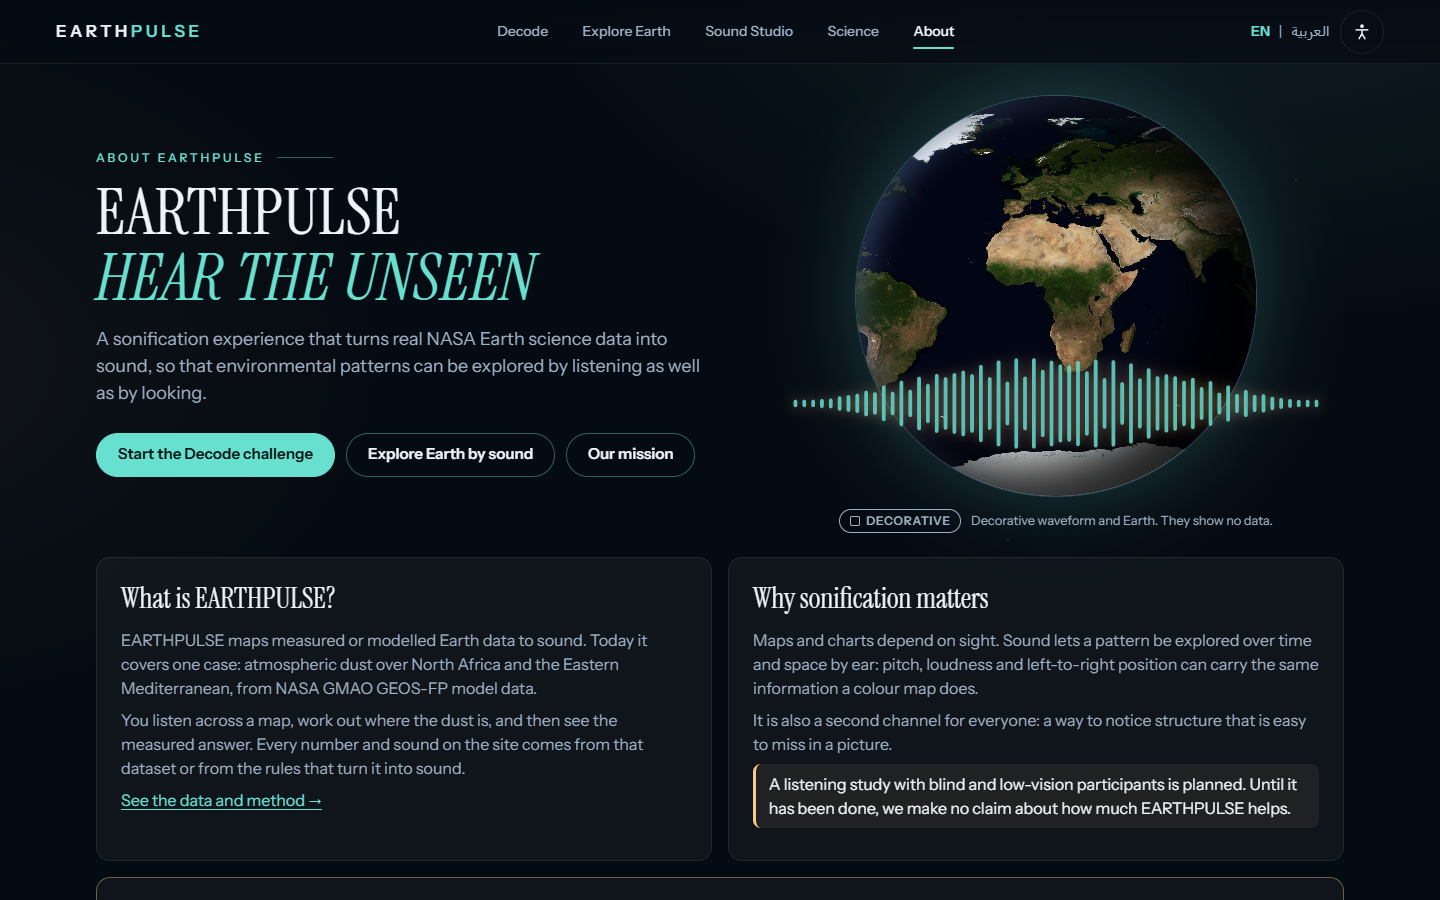 EARTHPULSE
Decode
Explore Earth
Sound Studio
Science
About
EN | العربية
ABOUT EARTHPULSE
EARTHPULSE
HEAR THE UNSEEN
A sonification experience that turns real NASA Earth science data into
sound, so that environmental patterns can be explored by listening as well
as by looking.
Start the Decode challenge
Explore Earth by sound
Our mission
DECORATIVE
Decorative waveform and Earth. They show no data.
What is EARTHPULSE?
EARTHPULSE maps measured or modelled Earth data to sound. Today it
covers one case: atmospheric dust over North Africa and the Eastern
Mediterranean, from NASA GMAO GEOS-FP model data.
You listen across a map, work out where the dust is, and then see the
measured answer. Every number and sound on the site comes from that
dataset or from the rules that turn it into sound.
See the data and method →
Why sonification matters
Maps and charts depend on sight. Sound lets a pattern be explored over time
and space by ear: pitch, loudness and left-to-right position can carry the same
information a colour map does.
It is also a second channel for everyone: a way to notice structure that is easy
to miss in a picture.
A listening study with blind and low-vision participants is planned. Until it
has been done, we make no claim about how much EARTHPULSE helps.